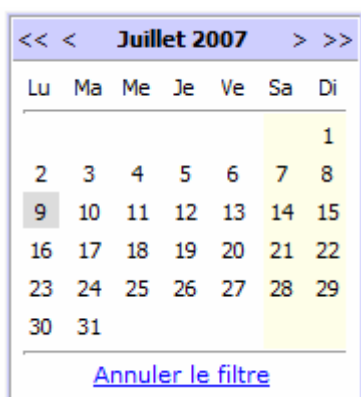 << < Juillet 2007 > >>
Lu Ma Me Je Ve Sa Di
1
2 3 4 5 6 7 8
9 10 11 12 13 14 15
16 17 18 19 20 21 22
23 24 25 26 27 28 29
30 31
Annuler le filtre